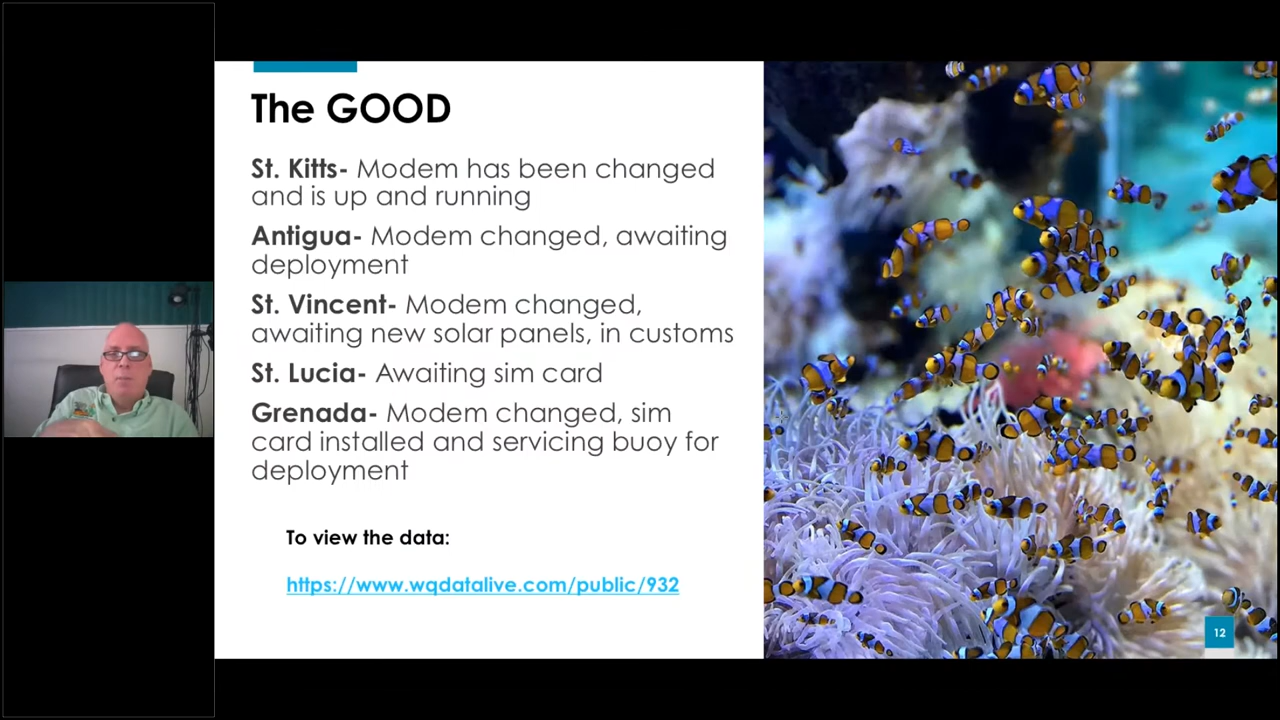 The GOOD
St. Kitts- Modem has been changed
and is up and running
Antigua- Modem changed, awaiting
deployment
St. Vincent- Modem changed,
awaiting new solar panels, in customs
St. Lucia- Awaiting sim card
Grenada- Modem changed, sim
card installed and servicing buoy for
deployment
To view the data:
https://www.wqdatalive.com/public/932
12